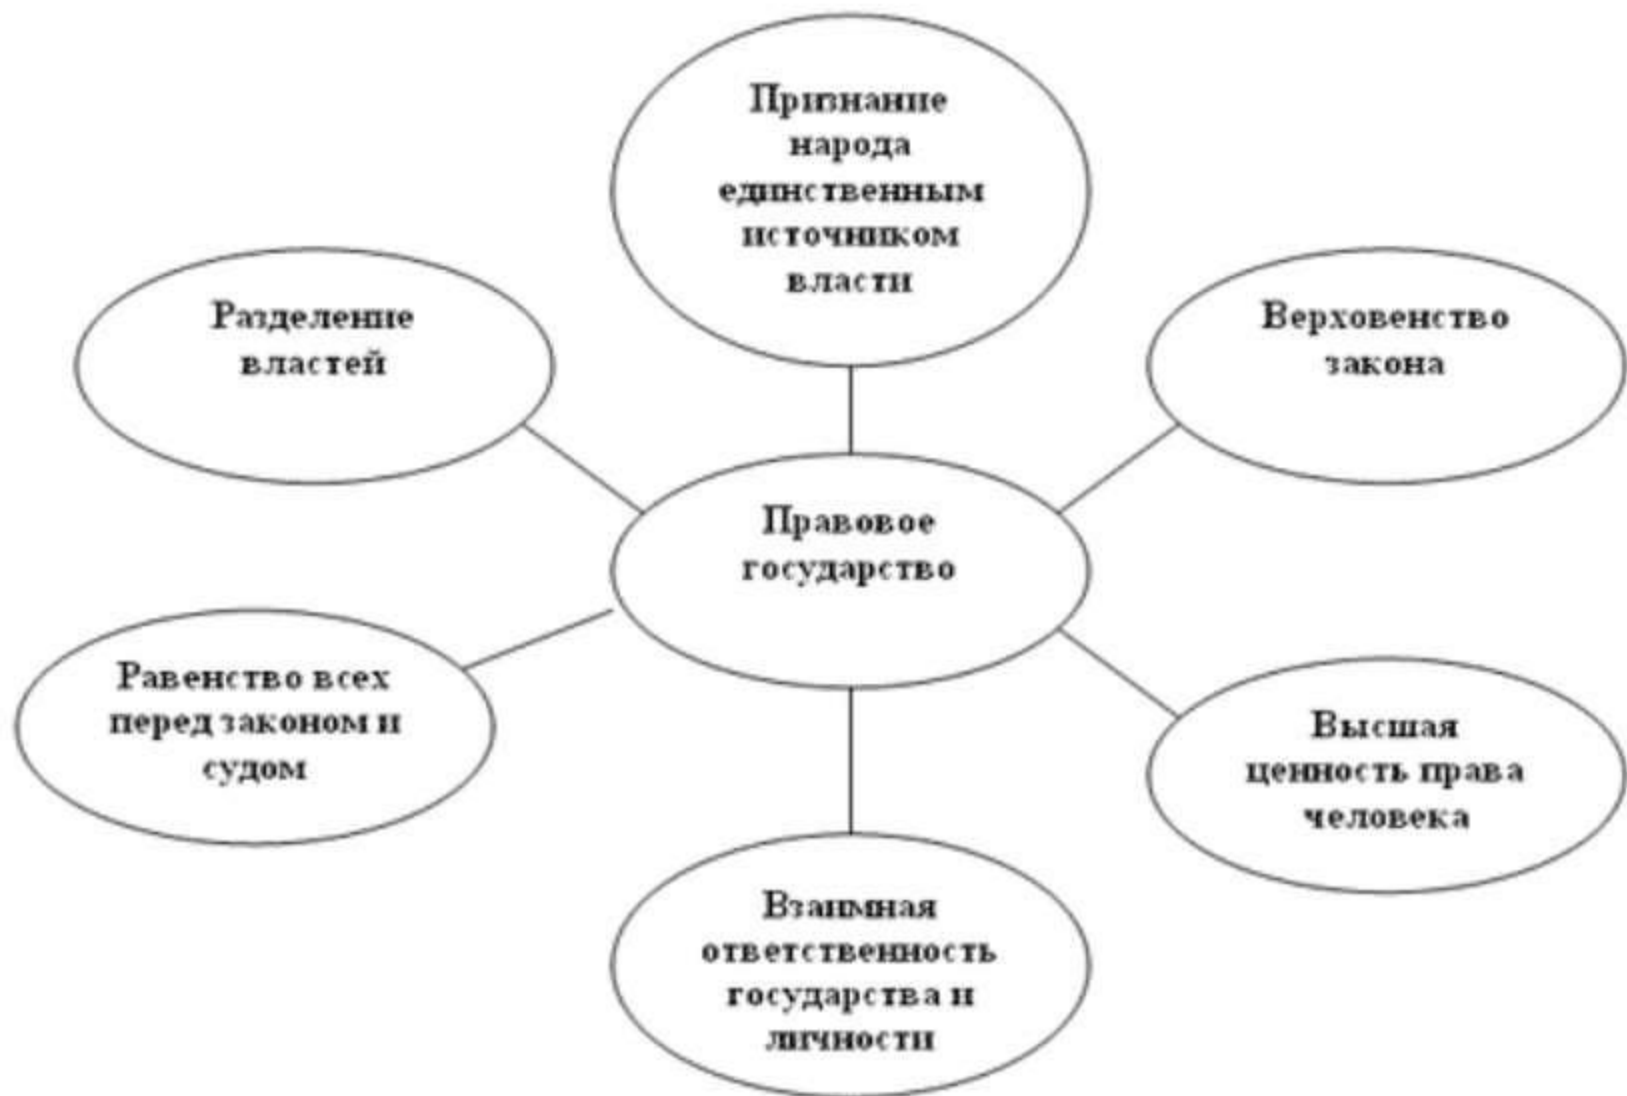 Признание
народа
единственным
источником
власти
Разделение
властей
Верховенство
закона
Правовое
государство
Равенство всех
перед законом и
судом
Высшая
ценность права
человека
Взаимная
ответственность
государства и
личности